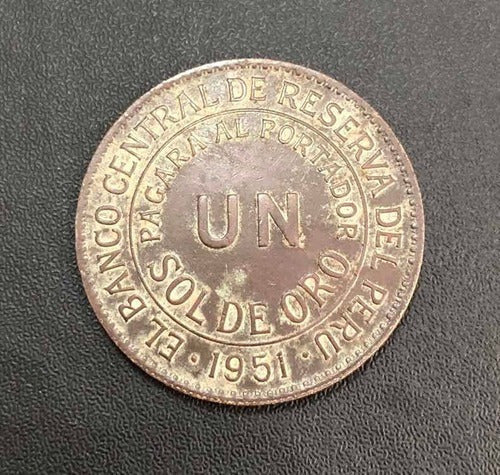 EL BANCO CENTRAL DE RESERVA DEL PERU
PAGARA AL PORTADOR
UN
SOL DE ORO
· 1951 ·